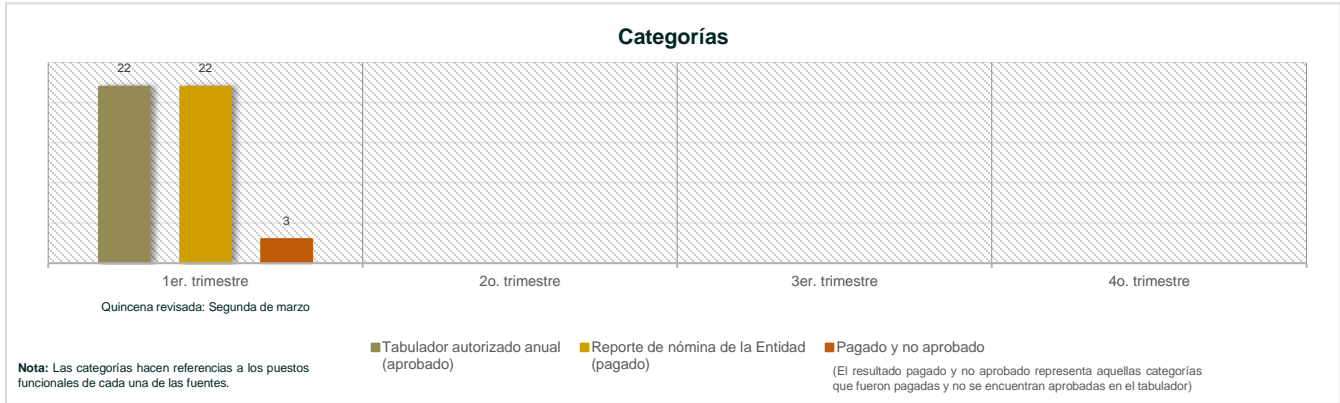 Categorías
22
22
3
1er. trimestre
2o. trimestre
3er. trimestre
4o. trimestre
Quincena revisada: Segunda de marzo
Tabulador autorizado anual
(aprobado)
Reporte de nómina de la Entidad
(pagado)
Pagado y no aprobado
(El resultado pagado y no aprobado representa aquellas categorías
que fueron pagadas y no se encuentran aprobadas en el tabulador)
Nota: Las categorías hacen referencias a los puestos
funcionales de cada una de las fuentes.